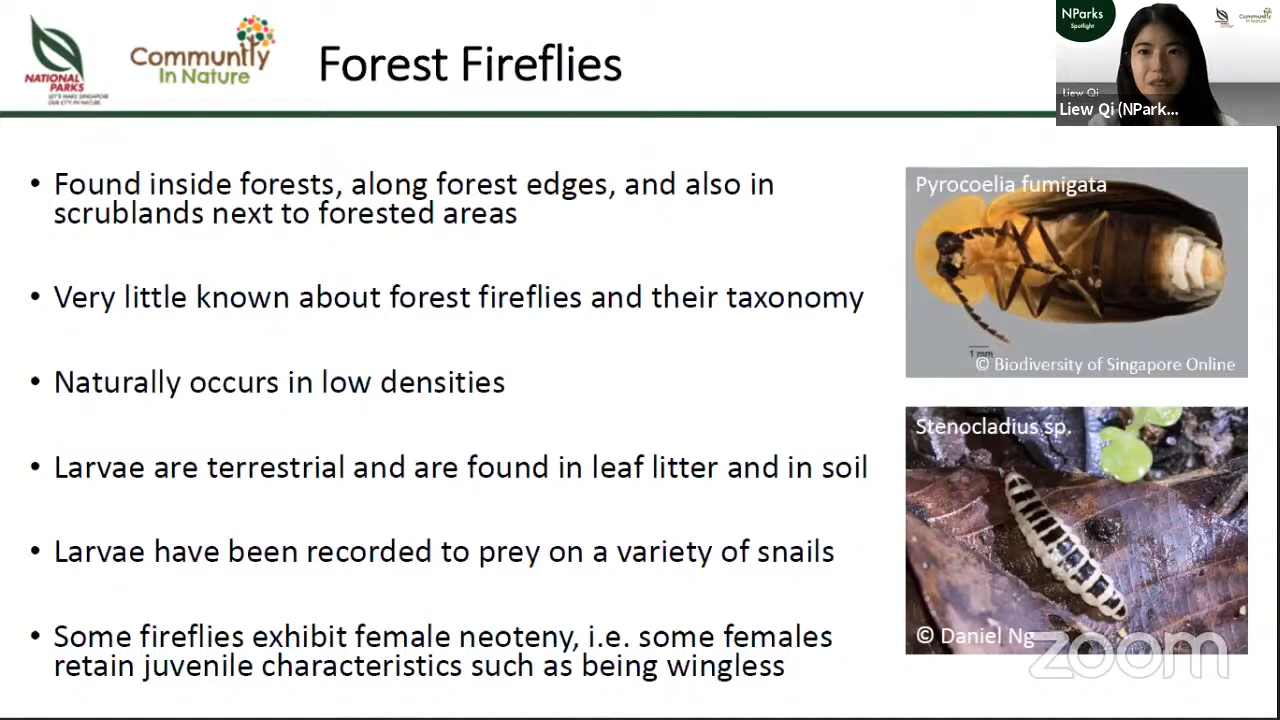 NATIONAL
PARKS
LET'S MAKE SINGAPORE
OUR CITY IN NATURE
Community
In Nature
Forest Fireflies
NParks
Spotlight
Liew Qi
Liew Qi (NPark...
• Found inside forests, along forest edges, and also in
scrublands next to forested areas
• Very little known about forest fireflies and their taxonomy
• Naturally occurs in low densities
• Larvae are terrestrial and are found in leaf litter and in soil
• Larvae have been recorded to prey on a variety of snails
• Some fireflies exhibit female neoteny, i.e. some females
retain juvenile characteristics such as being wingless
Pyrocoelia fumigata
1 mm
© Biodiversity of Singapore Online
Stenocladius sp.
© Daniel Ng
zoom